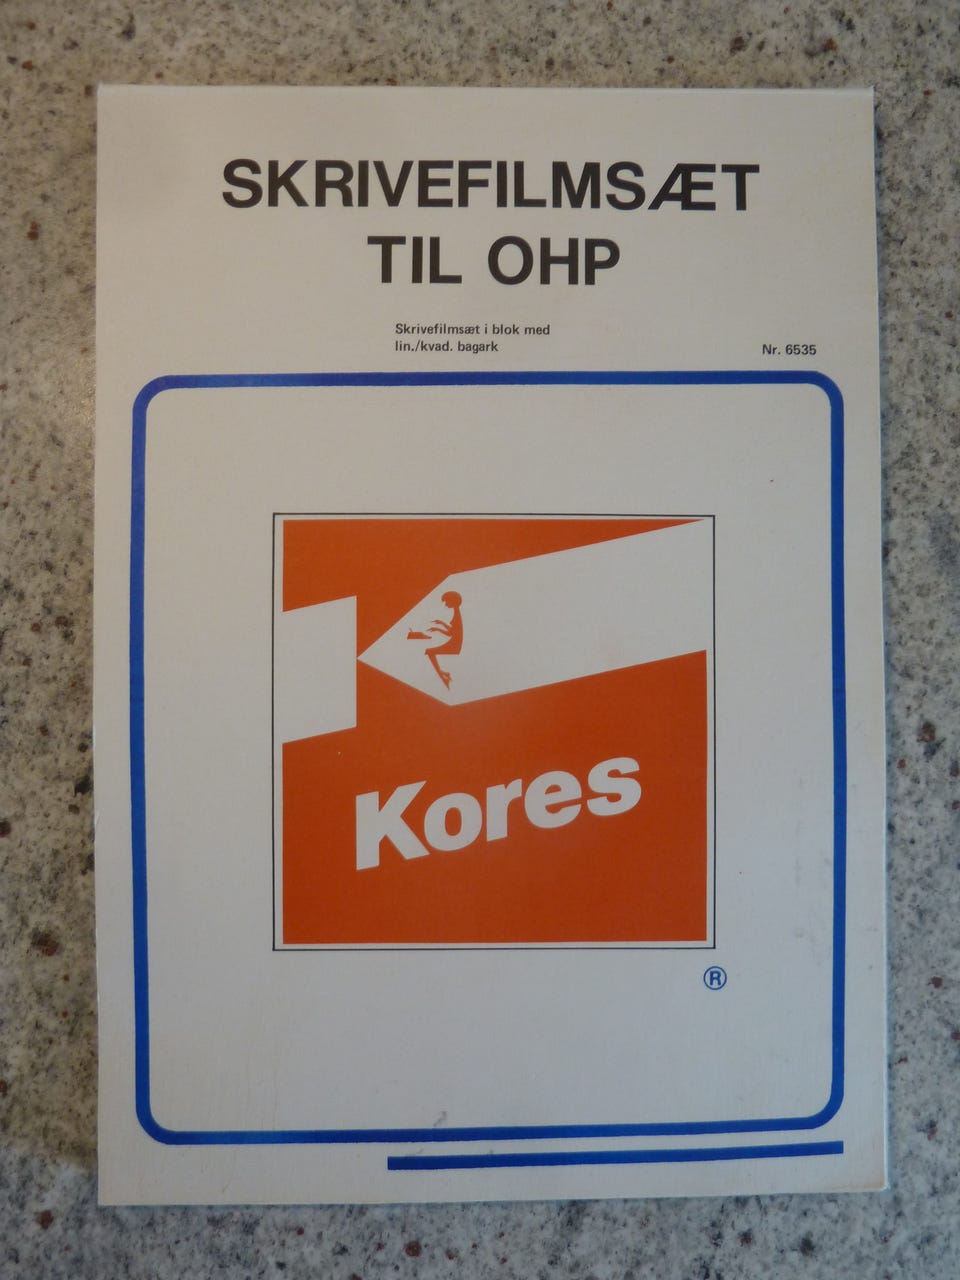 SKRIVEFILMSÆT
TIL OHP
Skrivefilmsæt i blok med
lin./kvad. bagark
Nr. 6535
Kores
®